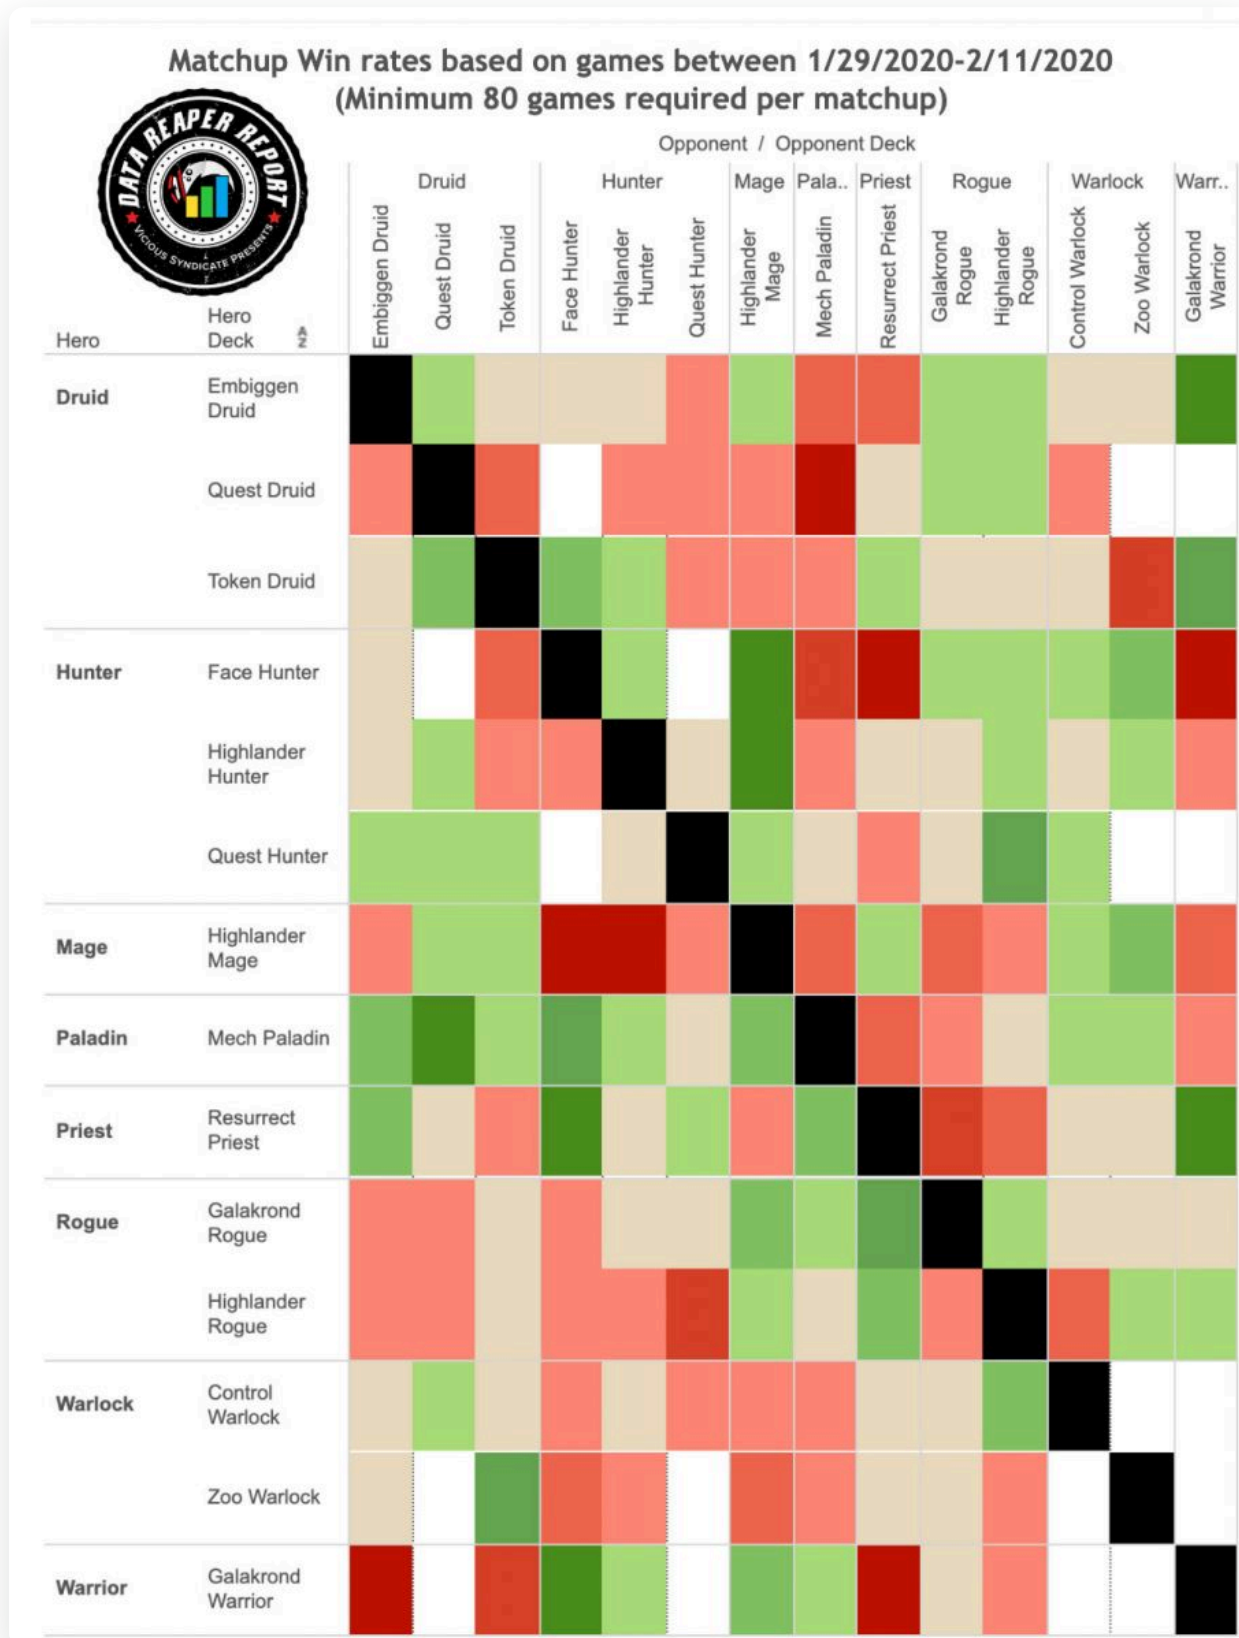 Matchup Win rates based on games between 1/29/2020-2/11/2020
(Minimum 80 games required per matchup)
DATA REAPER REPORT
VICIOUS SYNDICATE PRESENTS
Opponent / Opponent Deck
Druid
Hunter
Mage
Pala..
Priest
Rogue
Warlock
Warr..
Embiggen Druid
Quest Druid
Token Druid
Face Hunter
Highlander
Hunter
Quest Hunter
Highlander
Mage
Mech Paladin
Resurrect Priest
Galakrond
Rogue
Highlander
Rogue
Control Warlock
Zoo Warlock
Galakrond
Warrior
Hero
Hero
Deck
Druid
Embiggen
Druid
Quest Druid
Token Druid
Hunter
Face Hunter
Highlander
Hunter
Quest Hunter
Mage
Highlander
Mage
Paladin
Mech Paladin
Priest
Resurrect
Priest
Rogue
Galakrond
Rogue
Highlander
Rogue
Warlock
Control
Warlock
Zoo Warlock
Warrior
Galakrond
Warrior